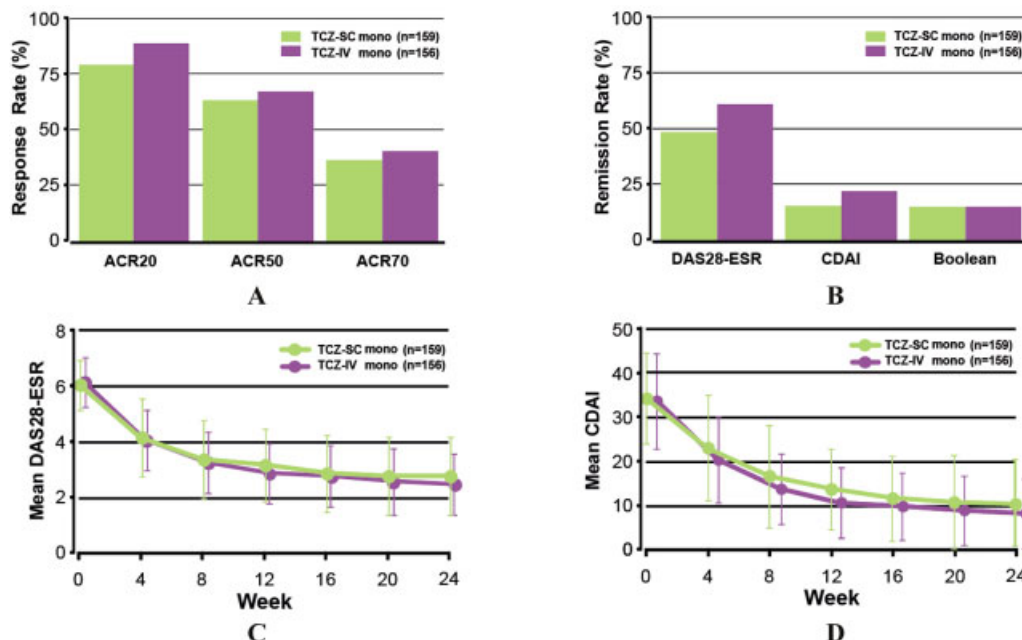 100
75
50
25
0
Response Rate (%)
TCZ-SC mono (n=159)
TCZ-IV mono (n=156)
ACR20 ACR50 ACR70
A
100
75
50
25
0
Remission Rate (%)
TCZ-SC mono (n=159)
TCZ-IV mono (n=156)
DAS28-ESR CDAI Boolean
B
8
6
4
2
0
Mean DAS28-ESR
TCZ-SC mono (n=159)
TCZ-IV mono (n=156)
0 4 8 12 16 20 24
Week
C
50
40
30
20
10
0
Mean CDAI
TCZ-SC mono (n=159)
TCZ-IV mono (n=156)
0 4 8 12 16 20 24
Week
D